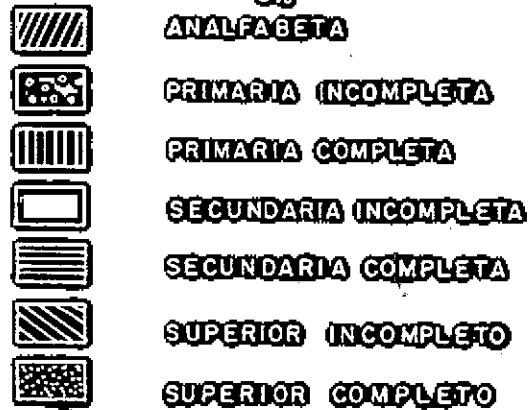 ANALFABETA
PRIMARIA INCOMPLETA
PRIMARIA COMPLETA
SECUNDARIA INCOMPLETA
SECUNDARIA COMPLETA
SUPERIOR INCOMPLETO
SUPERIOR COMPLETO